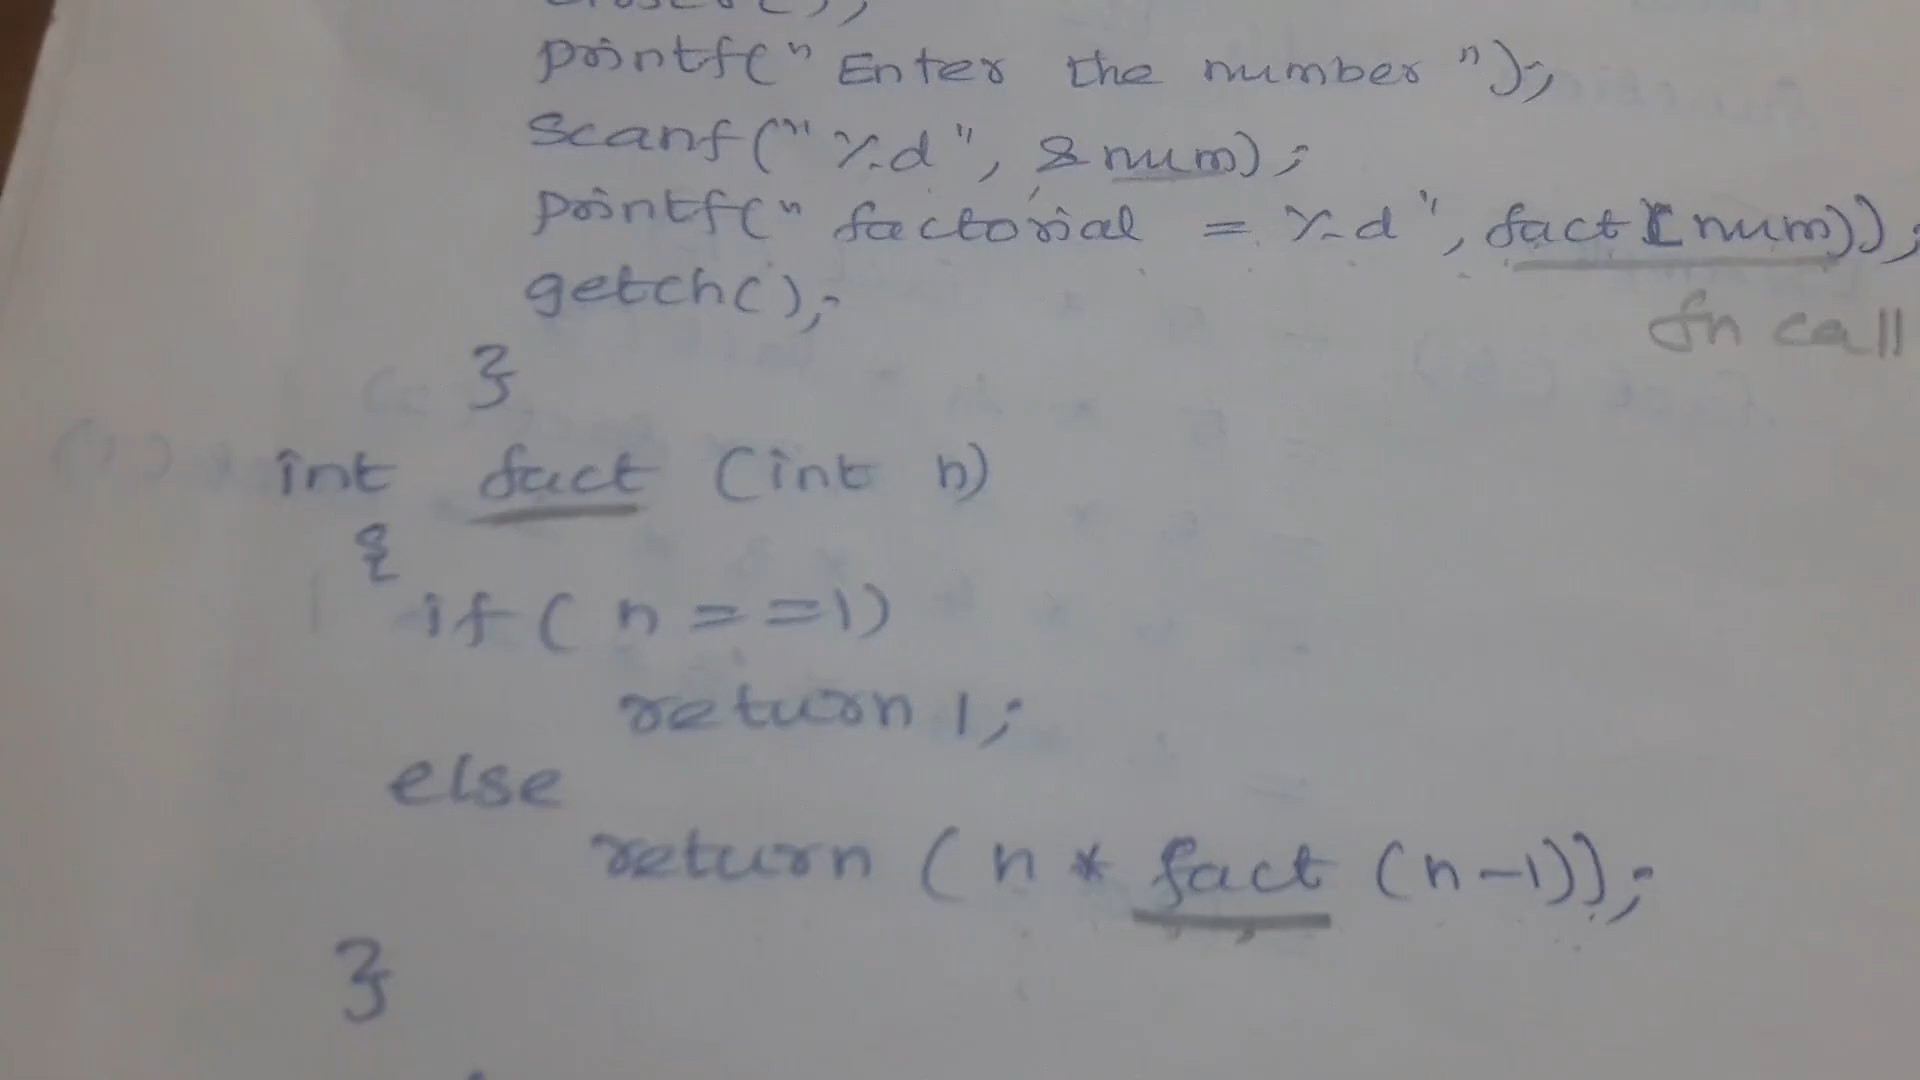 printf(" Enter the number ");
scanf("%d", &num);
printf(" factorial = %d", fact(num));
fn call
getch();
}
int fact (int n)
{
if ( n = = 1)
return 1;
else
return ( n * fact (n-1));
}